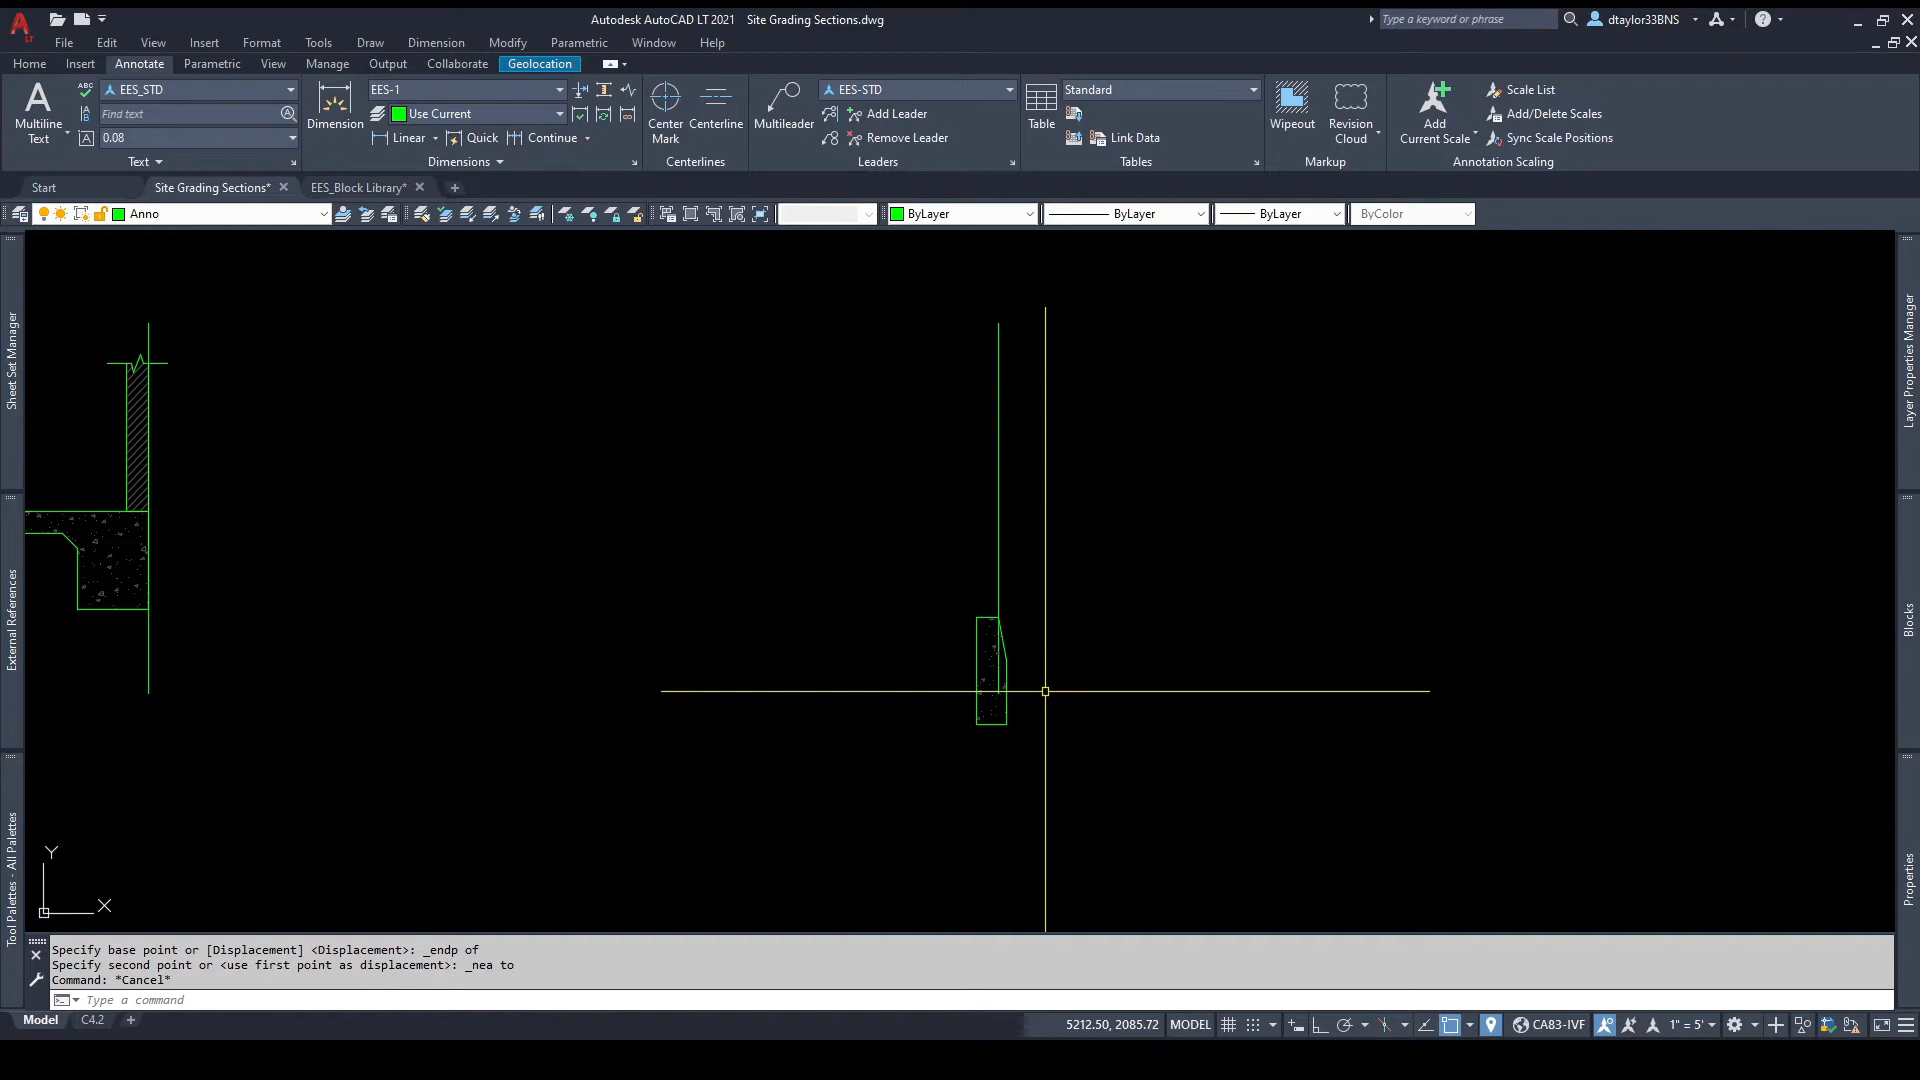 Autodesk AutoCAD LT 2021 Site Grading Sections.dwg
Type a keyword or phrase
dtaylor33BNS
LT
File Edit View Insert Format Tools Draw Dimension Modify Parametric Window Help
Home Insert Annotate Parametric View Manage Output Collaborate Geolocation
Multiline Text
ABC
EES_STD
Find text
0.08
Text
Dimension
EES-1
Use Current
Linear
Quick
Continue
Dimensions
Center Mark
Centerline
Centerlines
Multileader
EES-STD
Add Leader
Remove Leader
Leaders
Table
Standard
Link Data
Tables
Wipeout
Revision Cloud
Markup
Add Current Scale
Scale List
Add/Delete Scales
Sync Scale Positions
Annotation Scaling
Start
Site Grading Sections*
EES_Block Library*
Anno
ByLayer
ByLayer
ByLayer
ByColor
Sheet Set Manager
External References
Tool Palettes - All Palettes
Layer Properties Manager
Blocks
Properties
Y
X
Specify base point or [Displacement] <Displacement>: _endp of
Specify second point or <use first point as displacement>: _nea to
Command: *Cancel*
Type a command
Model C4.2
5212.50, 2085.72 MODEL
CA83-IVF
1" = 5'